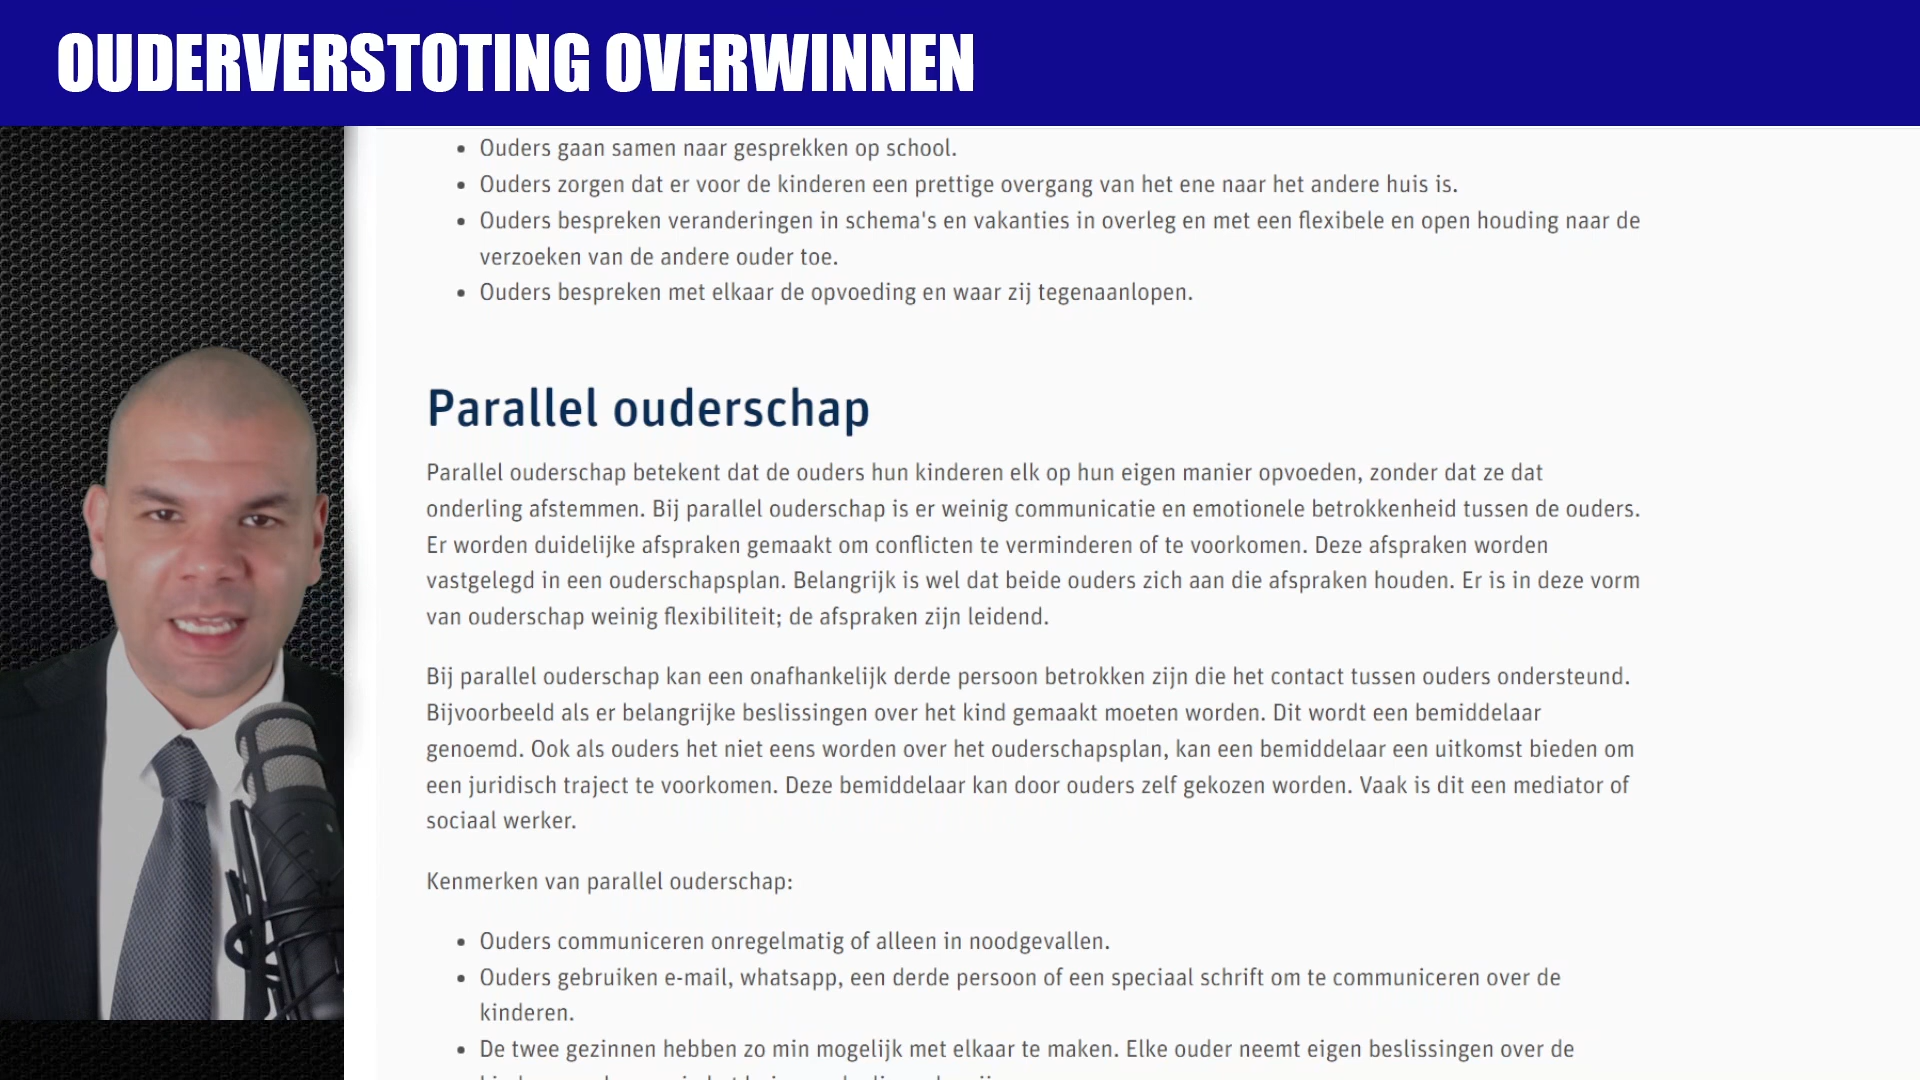 OUDERVERSTOTING OVERWINNEN
Ouders gaan samen naar gesprekken op school.
Ouders zorgen dat er voor de kinderen een prettige overgang van het ene naar het andere huis is.
Ouders bespreken veranderingen in schema's en vakanties in overleg en met een flexibele en open houding naar de
verzoeken van de andere ouder toe.
Ouders bespreken met elkaar de opvoeding en waar zij tegenaanlopen.
Parallel ouderschap
Parallel ouderschap betekent dat de ouders hun kinderen elk op hun eigen manier opvoeden, zonder dat ze dat
onderling afstemmen. Bij parallel ouderschap is er weinig communicatie en emotionele betrokkenheid tussen de ouders.
Er worden duidelijke afspraken gemaakt om conflicten te verminderen of te voorkomen. Deze afspraken worden
vastgelegd in een ouderschapsplan. Belangrijk is wel dat beide ouders zich aan die afspraken houden. Er is in deze vorm
van ouderschap weinig flexibiliteit; de afspraken zijn leidend.
Bij parallel ouderschap kan een onafhankelijk derde persoon betrokken zijn die het contact tussen ouders ondersteund.
Bijvoorbeeld als er belangrijke beslissingen over het kind gemaakt moeten worden. Dit wordt een bemiddelaar
genoemd. Ook als ouders het niet eens worden over het ouderschapsplan, kan een bemiddelaar een uitkomst bieden om
een juridisch traject te voorkomen. Deze bemiddelaar kan door ouders zelf gekozen worden. Vaak is dit een mediator of
sociaal werker.
Kenmerken van parallel ouderschap:
Ouders communiceren onregelmatig of alleen in noodgevallen.
Ouders gebruiken e-mail, whatsapp, een derde persoon of een speciaal schrift om te communiceren over de
kinderen.
De twee gezinnen hebben zo min mogelijk met elkaar te maken. Elke ouder neemt eigen beslissingen over de